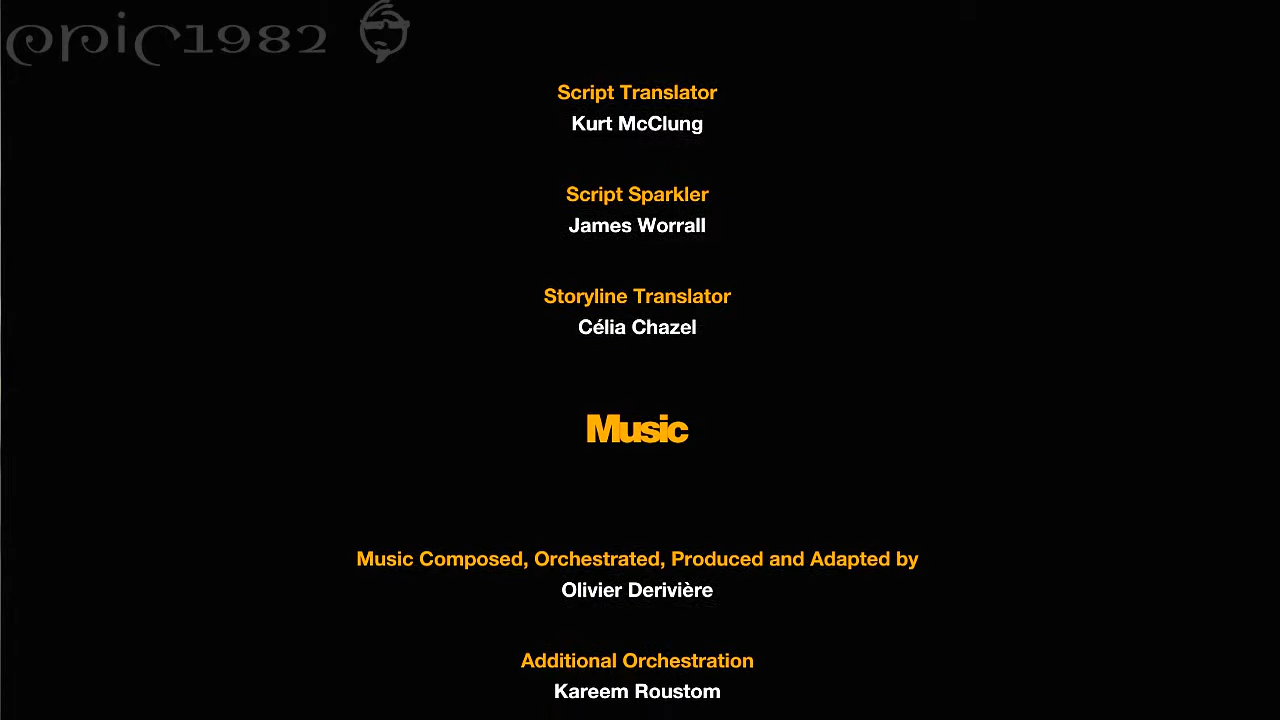 epic1982
Script Translator
Kurt McClung
Script Sparkler
James Worrall
Storyline Translator
Célia Chazel
Music
Music Composed, Orchestrated, Produced and Adapted by
Olivier Derivière
Additional Orchestration
Kareem Roustom